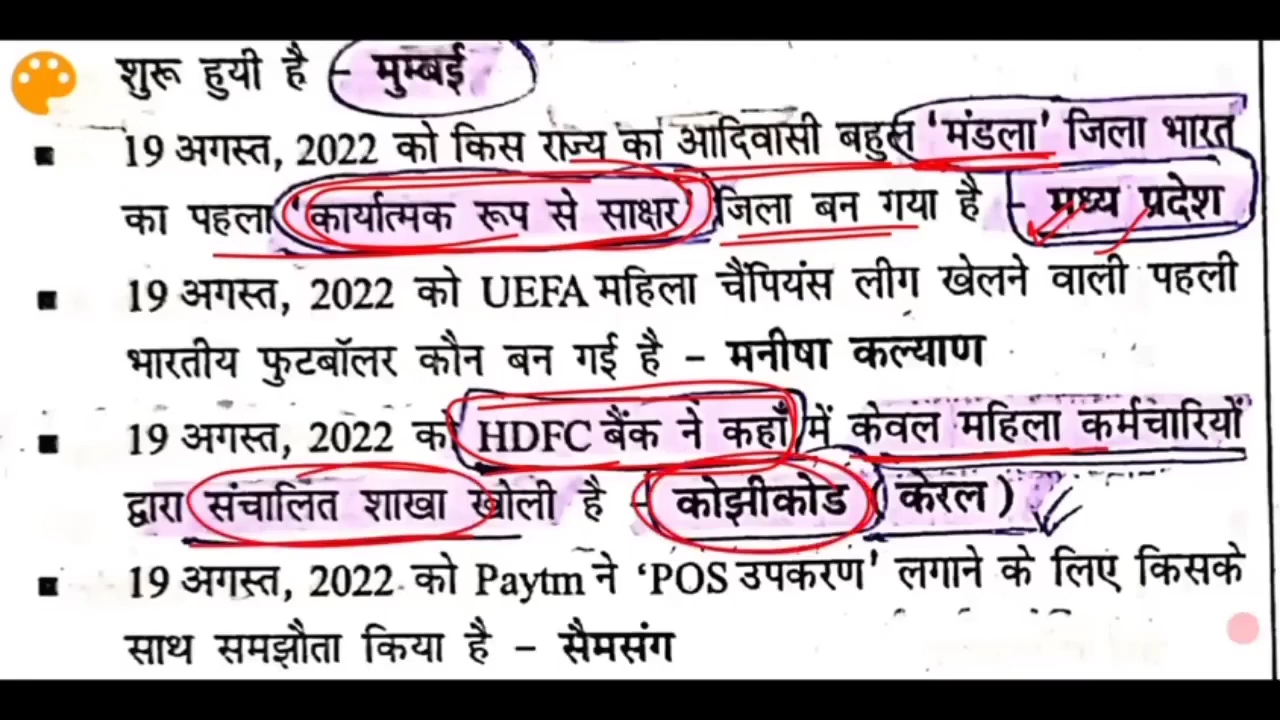 शुरू हुयी है - मुम्बई
▪ 19 अगस्त, 2022 को किस राज्य का आदिवासी बहुल 'मंडला' जिला भारत
का पहला 'कार्यात्मक रूप से साक्षर' जिला बन गया है - मध्य प्रदेश
▪ 19 अगस्त, 2022 को UEFA महिला चैंपियंस लीग खेलने वाली पहली
भारतीय फुटबॉलर कौन बन गई है - मनीषा कल्याण
▪ 19 अगस्त, 2022 को HDFC बैंक ने कहाँ में केवल महिला कर्मचारियों
द्वारा संचालित शाखा खोली है - कोझीकोड (केरल)
▪ 19 अगस्त, 2022 को Paytm ने 'POS उपकरण' लगाने के लिए किसके
साथ समझौता किया है - सैमसंग